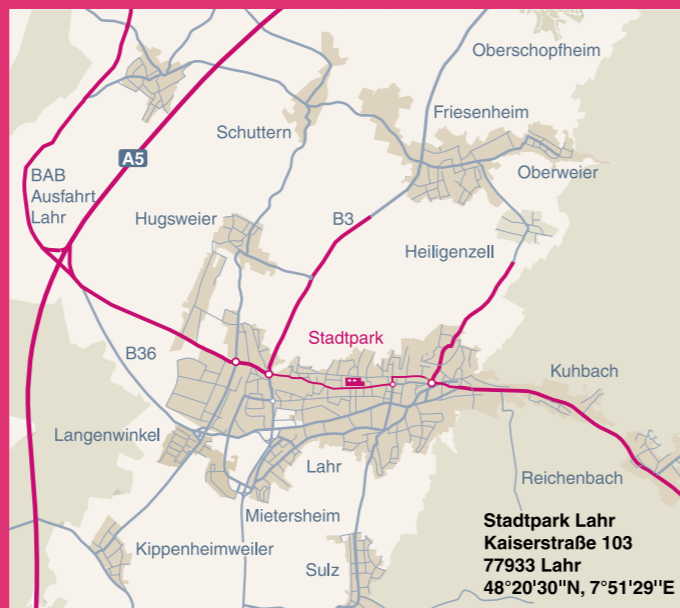 Oberschopfheim
Friesenheim
Schuttern
A5
Oberweier
BAB
Ausfahrt
Lahr
Hugsweier
B3
Heiligenzell
Stadtpark
B36
Kuhbach
Langenwinkel
Lahr
Reichenbach
Mietersheim
Kippenheimweiler
Sulz
Stadtpark Lahr
Kaiserstraße 103
77933 Lahr
48°20'30''N, 7°51'29''E